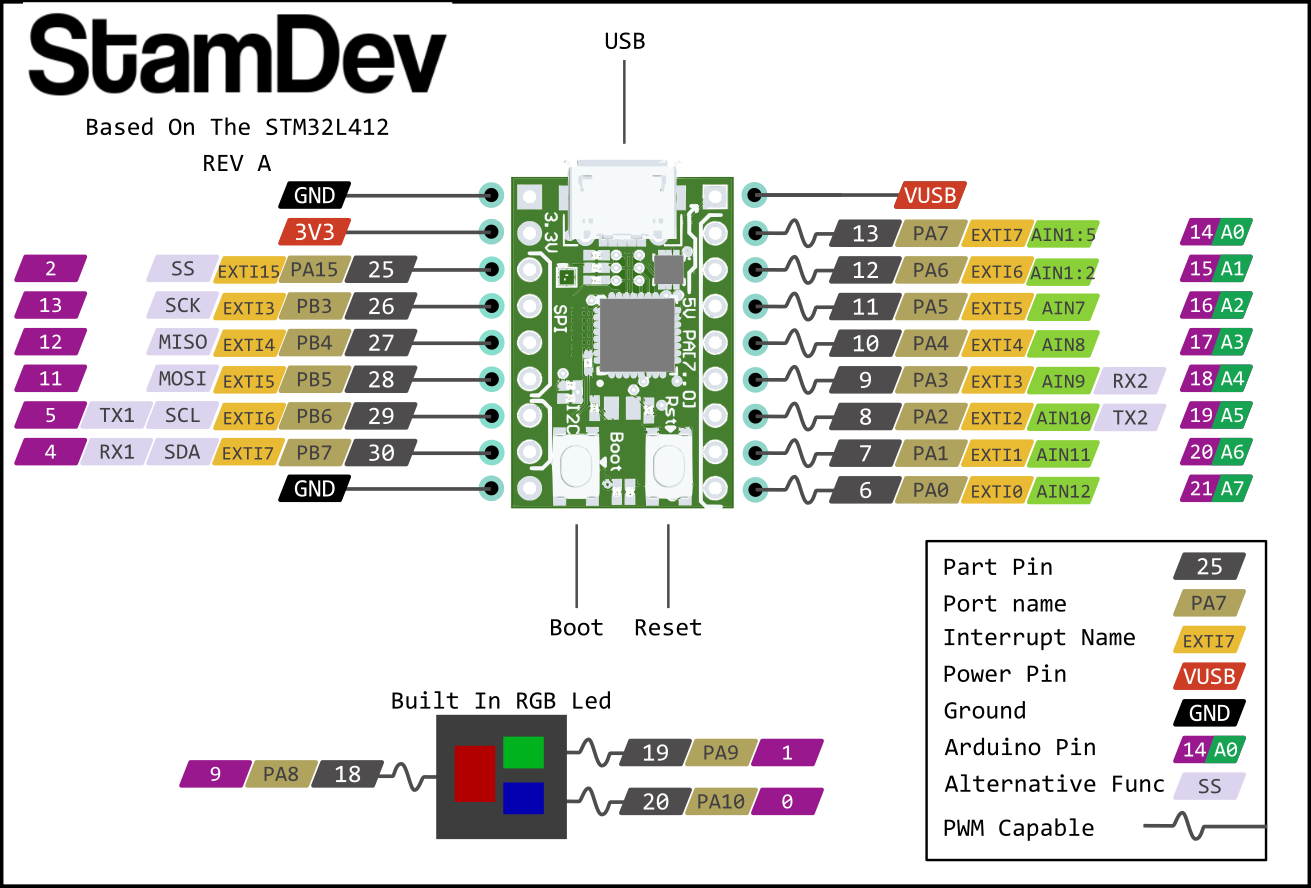 StamDev
Based On The STM32L412
REV A
USB
GND
VUSB
3V3
13 PA7 EXTI7 AIN1:5 14 A0
2 SS EXTI15 PA15 25
12 PA6 EXTI6 AIN1:2 15 A1
13 SCK EXTI3 PB3 26
11 PA5 EXTI5 AIN7 16 A2
12 MISO EXTI4 PB4 27
10 PA4 EXTI4 AIN8 17 A3
11 MOSI EXTI5 PB5 28
9 PA3 EXTI3 AIN9 RX2 18 A4
5 TX1 SCL EXTI6 PB6 29
8 PA2 EXTI2 AIN10 TX2 19 A5
4 RX1 SDA EXTI7 PB7 30
7 PA1 EXTI1 AIN11 20 A6
GND
6 PA0 EXTI0 AIN12 21 A7
3.3V
SPI
I2C
5V
Boot
Rst
Boot
Reset
Part Pin 25
Port name PA7
Interrupt Name EXTI7
Power Pin VUSB
Ground GND
Arduino Pin 14 A0
Alternative Func SS
PWM Capable
Built In RGB Led
9 PA8 18
19 PA9 1
20 PA10 0